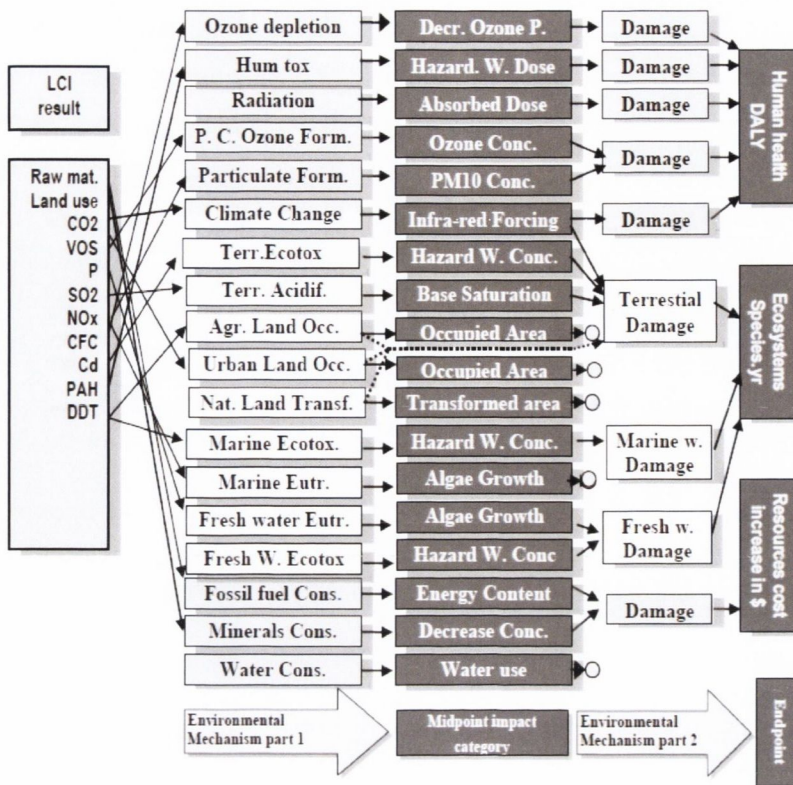 LCI
result
Raw mat.
Land use
CO2
VOS
P
SO2
NOx
CFC
Cd
PAH
DDT
Ozone depletion
Hum tox
Radiation
P. C. Ozone Form.
Particulate Form.
Climate Change
Terr.Ecotox
Terr. Acidif.
Agr. Land Occ.
Urban Land Occ.
Nat. Land Transf.
Marine Ecotox.
Marine Eutr.
Fresh water Eutr.
Fresh W. Ecotox
Fossil fuel Cons.
Minerals Cons.
Water Cons.
Decr. Ozone P.
Hazard. W. Dose
Absorbed Dose
Ozone Conc.
PM10 Conc.
Infra-red Forcing
Hazard W. Conc.
Base Saturation
Occupied Area
Occupied Area
Transformed area
Hazard W. Conc.
Algae Growth
Algae Growth
Hazard W. Conc
Energy Content
Decrease Conc.
Water use
Damage
Damage
Damage
Damage
Damage
Terrestial
Damage
Marine w.
Damage
Fresh w.
Damage
Damage
Human health
DALY
Ecosystems
Species.yr
Resources cost
increase in $
Environmental
Mechanism part 1
Midpoint impact
category
Environmental
Mechanism part 2
Endpoint